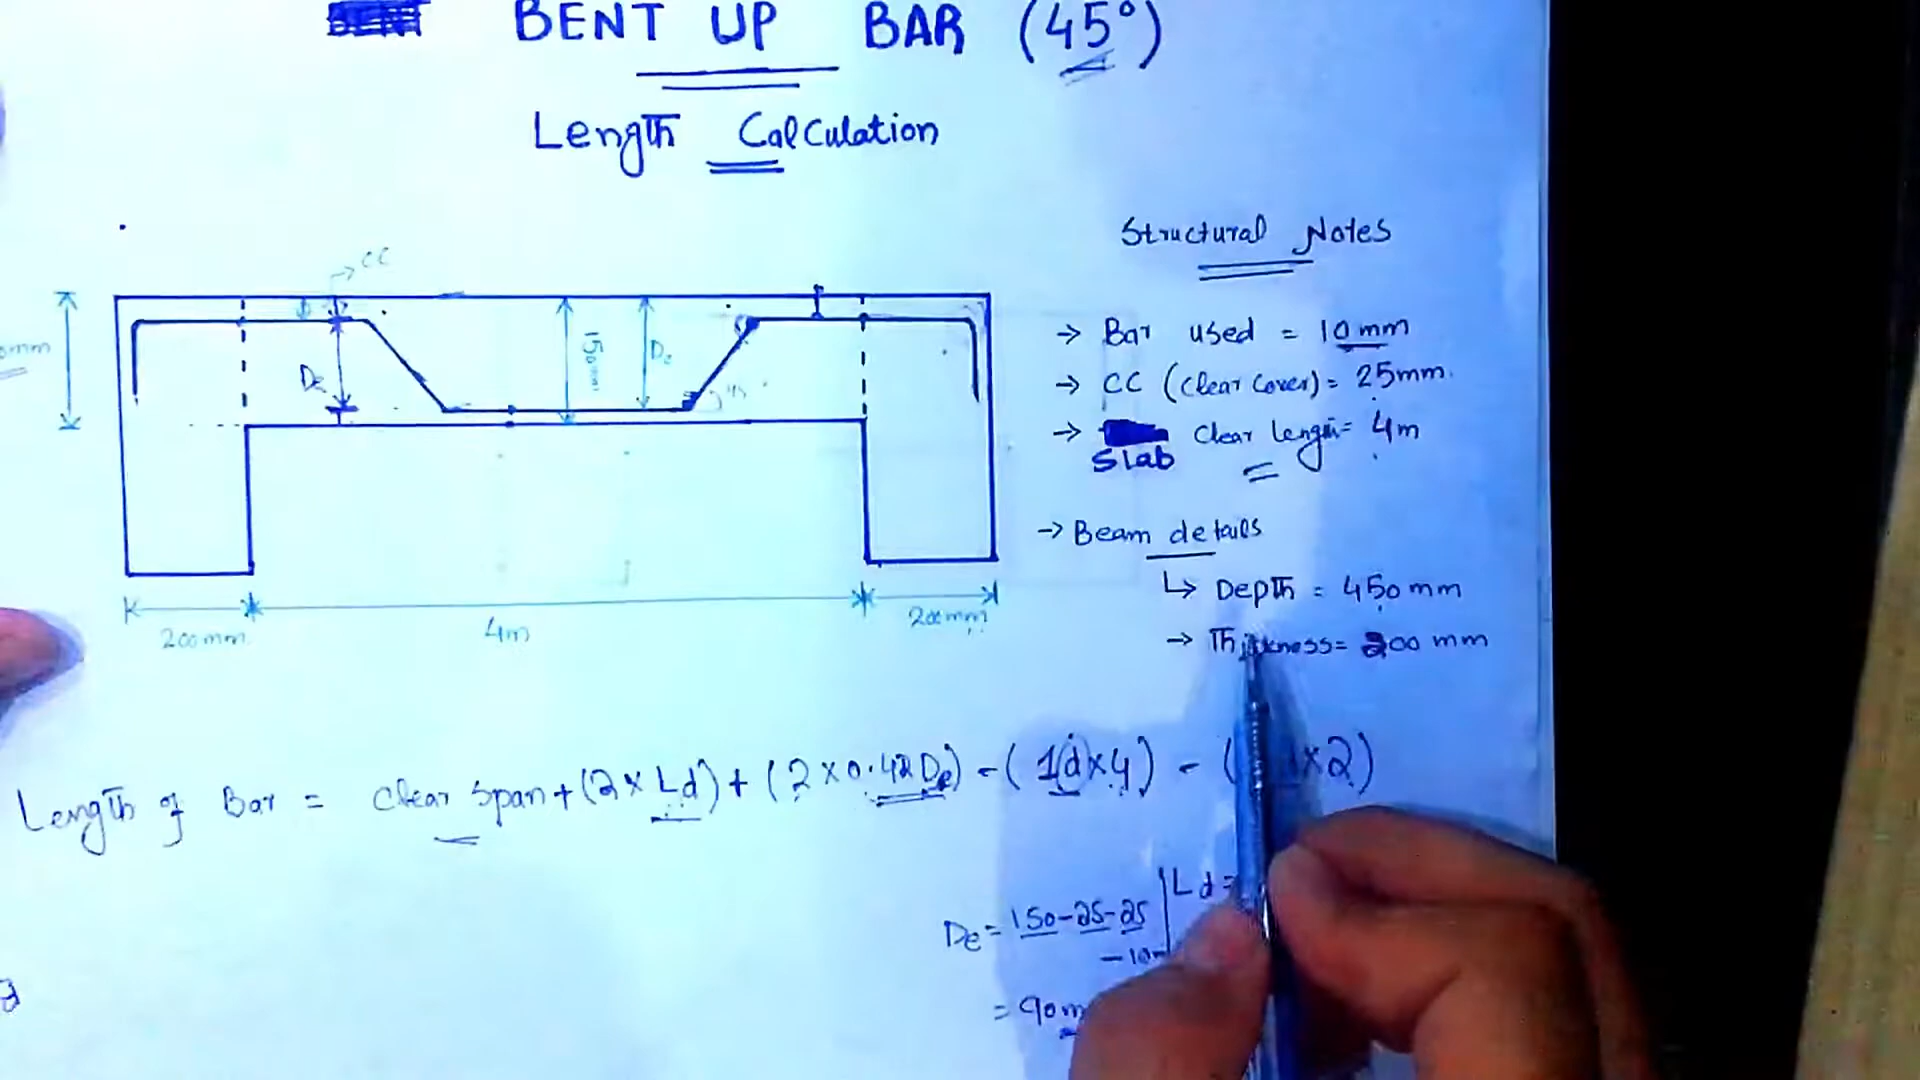 BENT UP BAR (45°)
Length Calculation
CC
De
150mm
De
45
200mm
4m
200mm
Structural Notes
→ Bar used = 10mm
→ CC (Clear Cover) = 25mm.
→ Slab Clear length = 4m
→ Beam details
↳ Depth = 450mm
→ Thickness = 200 mm
Length of Bar = Clear Span + (2 × Ld) + (2 × 0.42 De) - (1d × 4) - ( × 2)
De = 150-25-25
-10
= 90m
Ld =